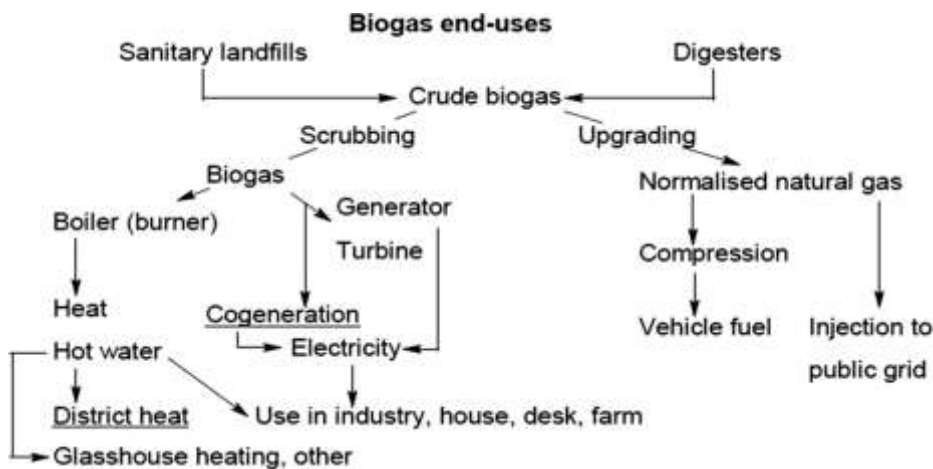 Biogas end-uses
Sanitary landfills
Digesters
Crude biogas
Scrubbing
Upgrading
Biogas
Normalised natural gas
Boiler (burner)
Generator
Turbine
Compression
Heat
Cogeneration
Vehicle fuel
Injection to
public grid
Hot water
Electricity
District heat
Use in industry, house, desk, farm
Glasshouse heating, other